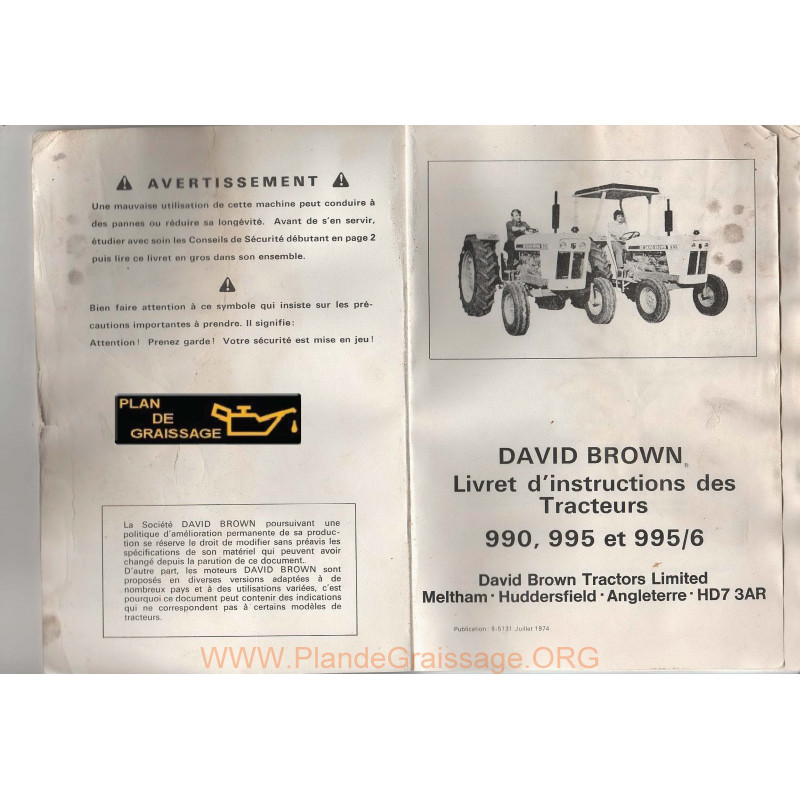 AVERTISSEMENT
Une mauvaise utilisation de cette machine peut conduire à
des pannes ou réduire sa longévité. Avant de s'en servir,
étudier avec soin les Conseils de Sécurité débutant en page 2
puis lire ce livret en gros dans son ensemble.
Bien faire attention à ce symbole qui insiste sur les pré-
cautions importantes à prendre. Il signifie:
Attention! Prenez garde! Votre sécurité est mise en jeu!
PLAN
DE
GRAISSAGE
La Société DAVID BROWN poursuivant une
politique d'amélioration permanente de sa produc-
tion se réserve le droit de modifier sans préavis les
spécifications de son matériel qui peuvent avoir
changé depuis la parution de ce document.
D'autre part, les moteurs DAVID BROWN sont
proposés en diverses versions adaptées à de
nombreux pays et à des utilisations variées, c'est
pourquoi ce document peut contenir des indications
qui ne correspondent pas à certains modèles de
tracteurs.
DAVID BROWN
Livret d'instructions des
Tracteurs
990, 995 et 995/6
David Brown Tractors Limited
Meltham · Huddersfield · Angleterre · HD7 3AR
Publication : 9-5131 Juillet 1974
WWW.PlandeGraissage.ORG